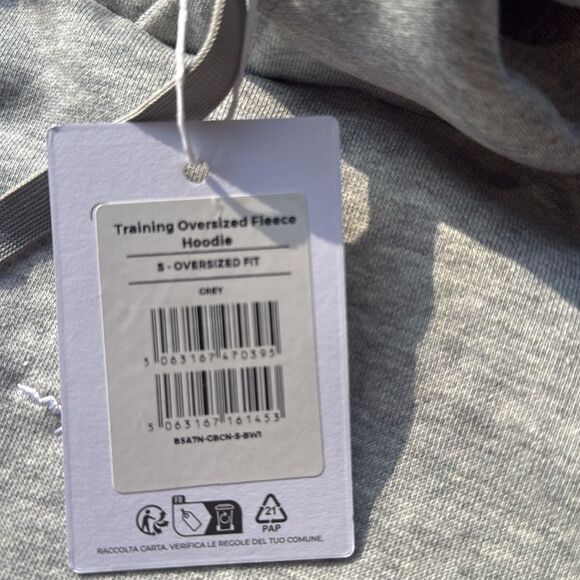 Training Oversized Fleece
Hoodie
S - OVERSIZED FIT
GREY
5 063167 470395
5 063167 161453
B5A7N-GBCN-S-BW1
FR
21
PAP
RACCOLTA CARTA. VERIFICA LE REGOLE DEL TUO COMUNE.